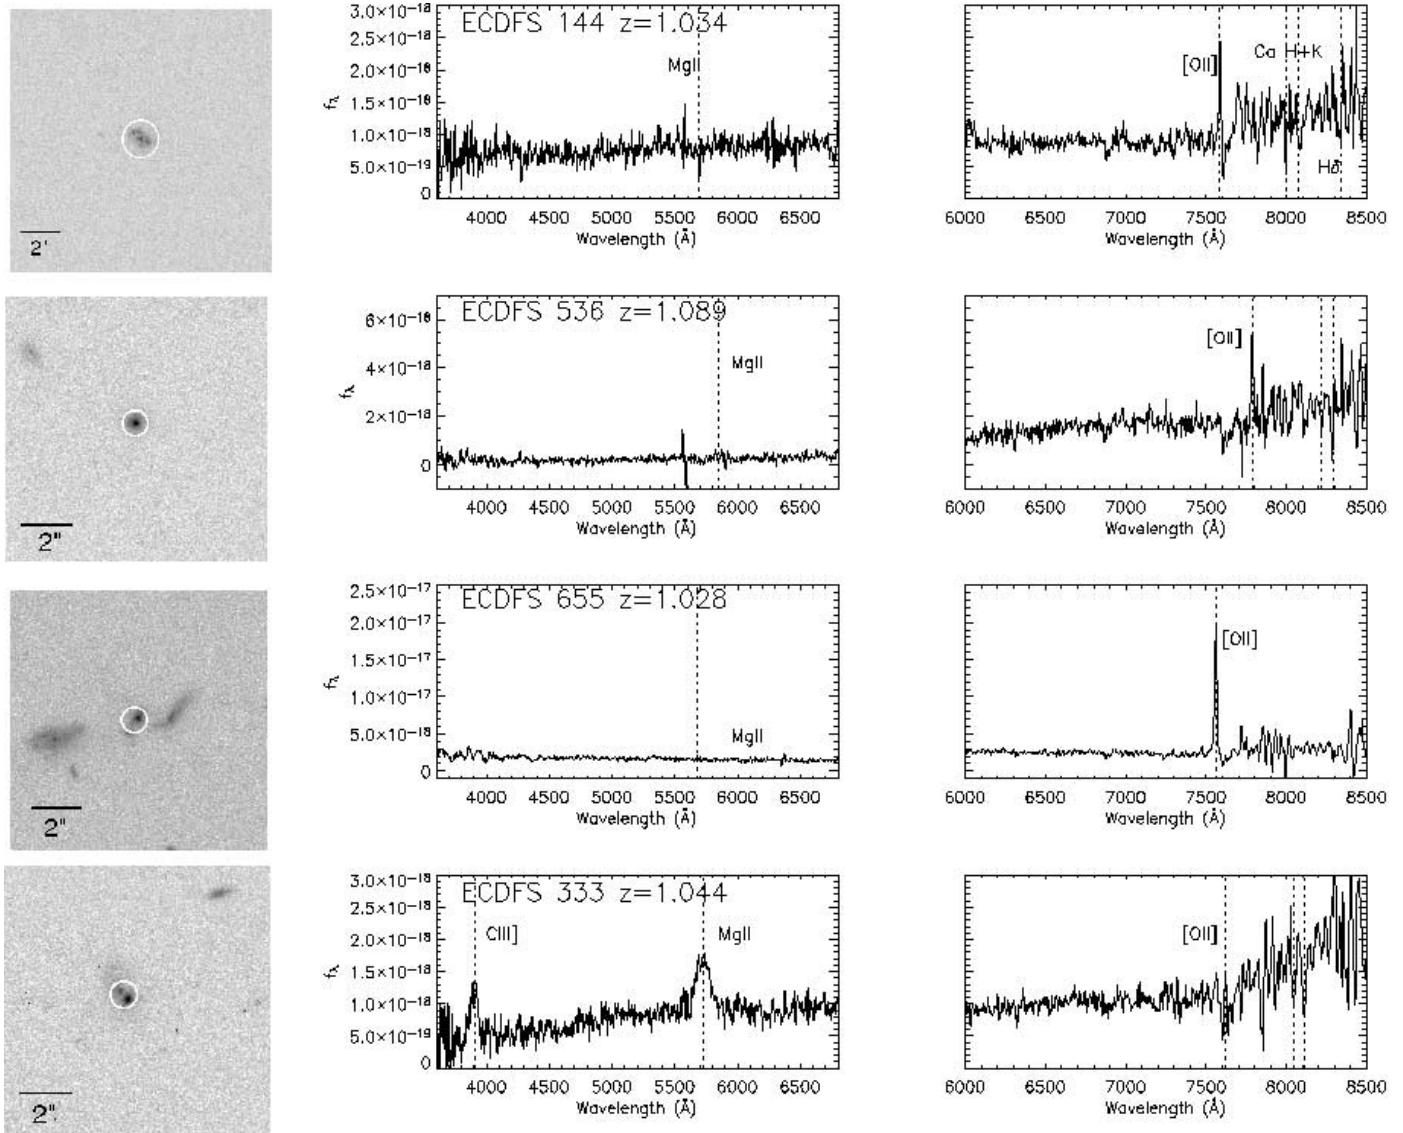 2'
ECDFS 144 z=1.034
3.0×10⁻¹⁸
2.5×10⁻¹⁸
2.0×10⁻¹⁸
1.5×10⁻¹⁸
1.0×10⁻¹⁸
5.0×10⁻¹⁹
0
fλ
MgII
4000 4500 5000 5500 6000 6500
Wavelength (Å)
[OII]
Ca H+K
Hδ
6000 6500 7000 7500 8000 8500
Wavelength (Å)
2"
ECDFS 536 z=1.089
6×10⁻¹⁸
4×10⁻¹⁸
2×10⁻¹⁸
0
fλ
MgII
4000 4500 5000 5500 6000 6500
Wavelength (Å)
[OII]
6000 6500 7000 7500 8000 8500
Wavelength (Å)
2"
ECDFS 655 z=1.028
2.5×10⁻¹⁷
2.0×10⁻¹⁷
1.5×10⁻¹⁷
1.0×10⁻¹⁷
5.0×10⁻¹⁸
0
fλ
MgII
4000 4500 5000 5500 6000 6500
Wavelength (Å)
[OII]
6000 6500 7000 7500 8000 8500
Wavelength (Å)
2"
ECDFS 333 z=1.044
3.0×10⁻¹⁸
2.5×10⁻¹⁸
2.0×10⁻¹⁸
1.5×10⁻¹⁸
1.0×10⁻¹⁸
5.0×10⁻¹⁹
0
fλ
CIII]
MgII
4000 4500 5000 5500 6000 6500
Wavelength (Å)
[OII]
6000 6500 7000 7500 8000 8500
Wavelength (Å)